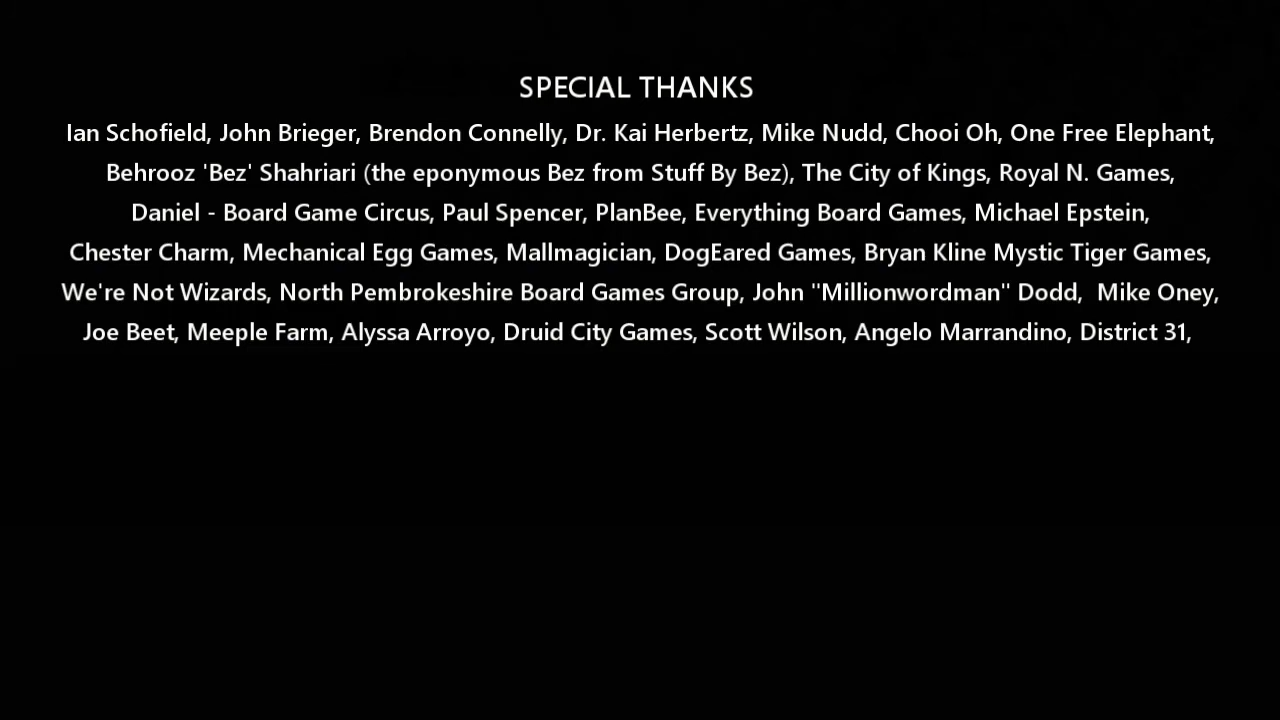 SPECIAL THANKS
Ian Schofield, John Brieger, Brendon Connelly, Dr. Kai Herbertz, Mike Nudd, Chooi Oh, One Free Elephant,
Behrooz 'Bez' Shahriari (the eponymous Bez from Stuff By Bez), The City of Kings, Royal N. Games,
Daniel - Board Game Circus, Paul Spencer, PlanBee, Everything Board Games, Michael Epstein,
Chester Charm, Mechanical Egg Games, Mallmagician, DogEared Games, Bryan Kline Mystic Tiger Games,
We're Not Wizards, North Pembrokeshire Board Games Group, John "Millionwordman" Dodd,  Mike Oney,
Joe Beet, Meeple Farm, Alyssa Arroyo, Druid City Games, Scott Wilson, Angelo Marrandino, District 31,